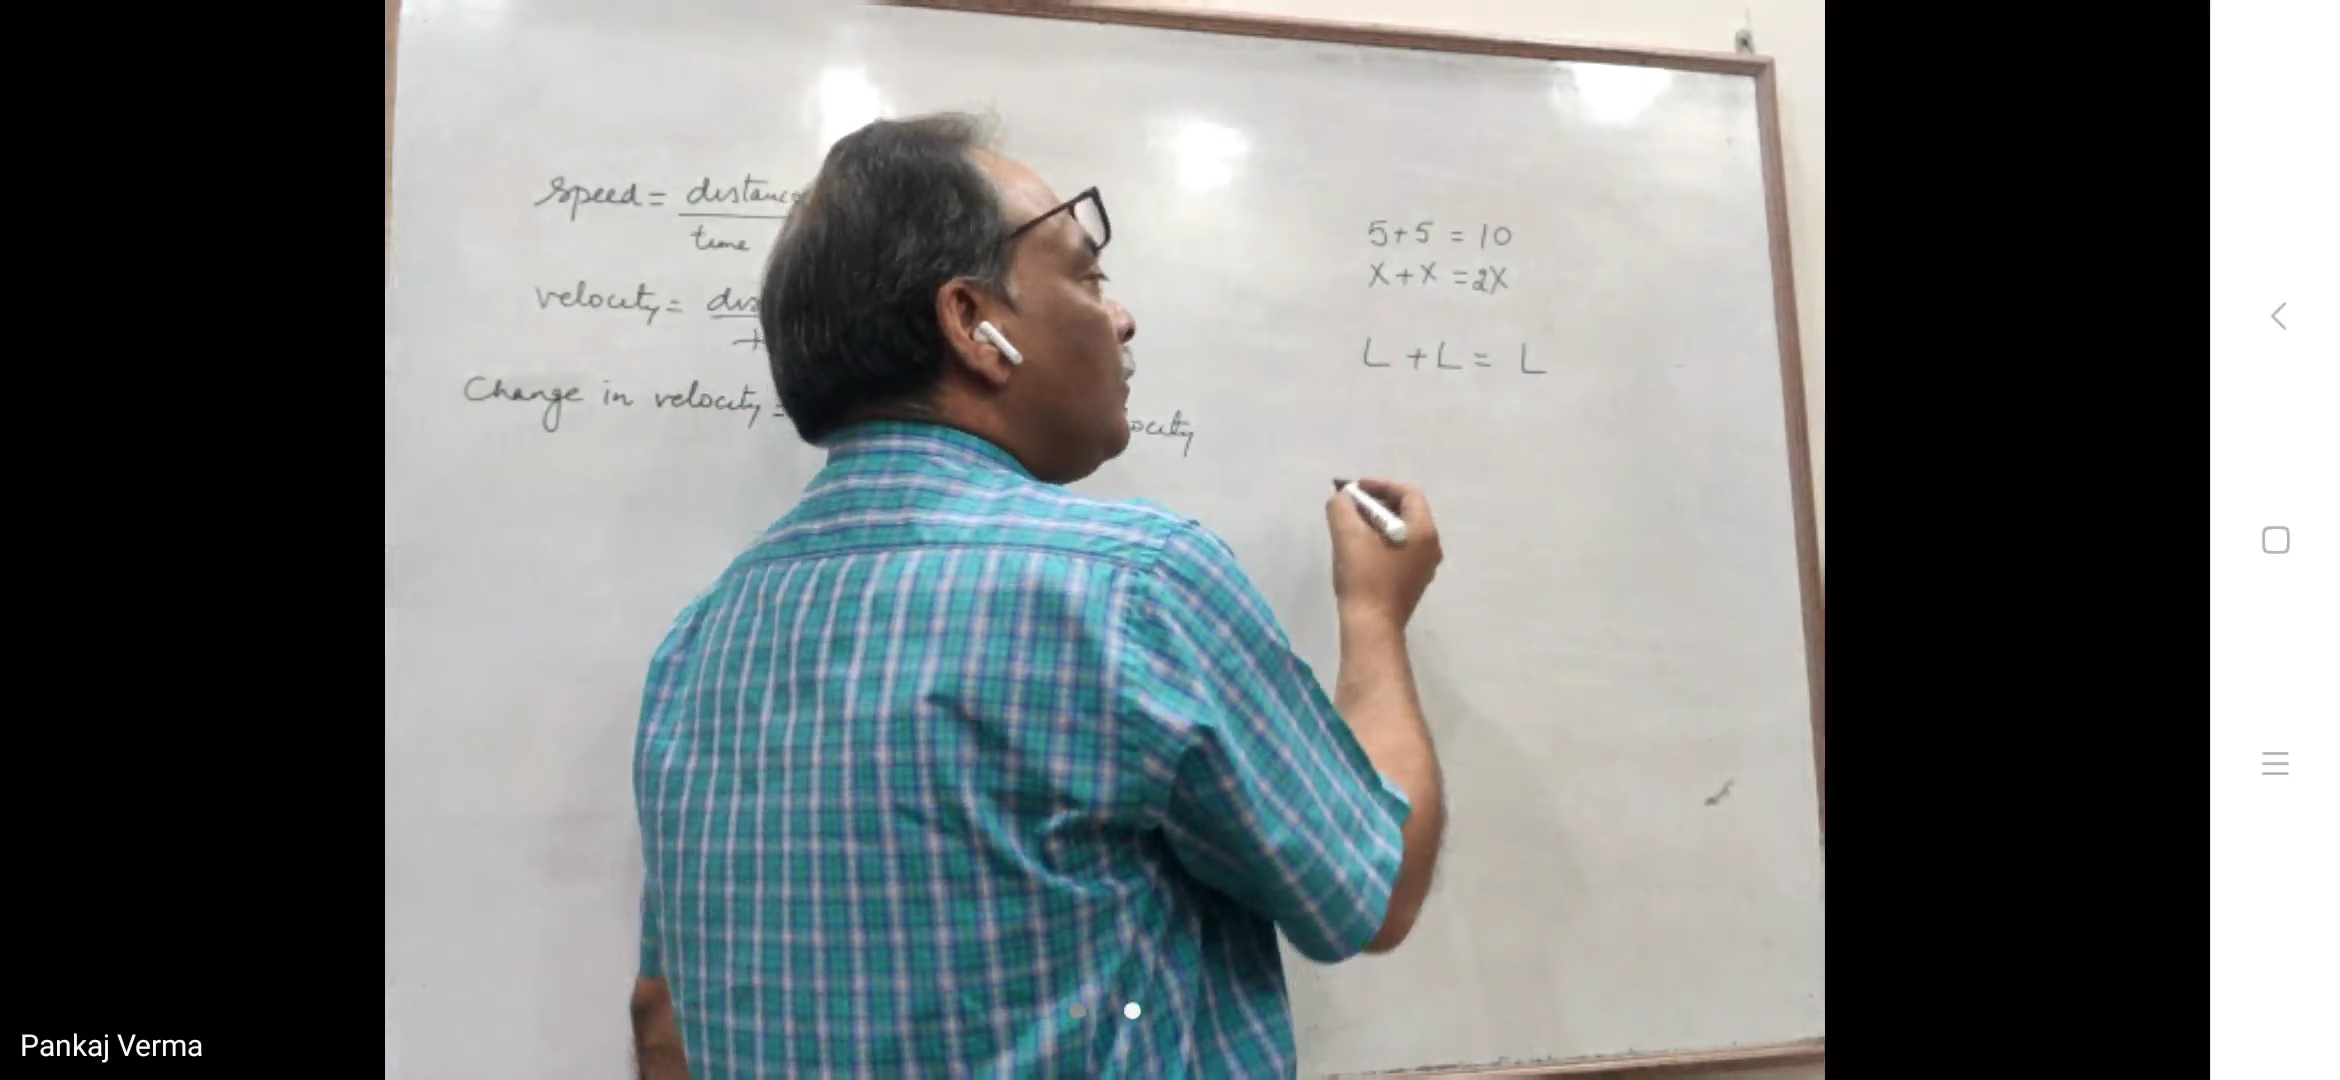 speed = distance
time
velocity =
Change in velocity =
5+5 = 10
X+X = 2X
L + L = L
Pankaj Verma